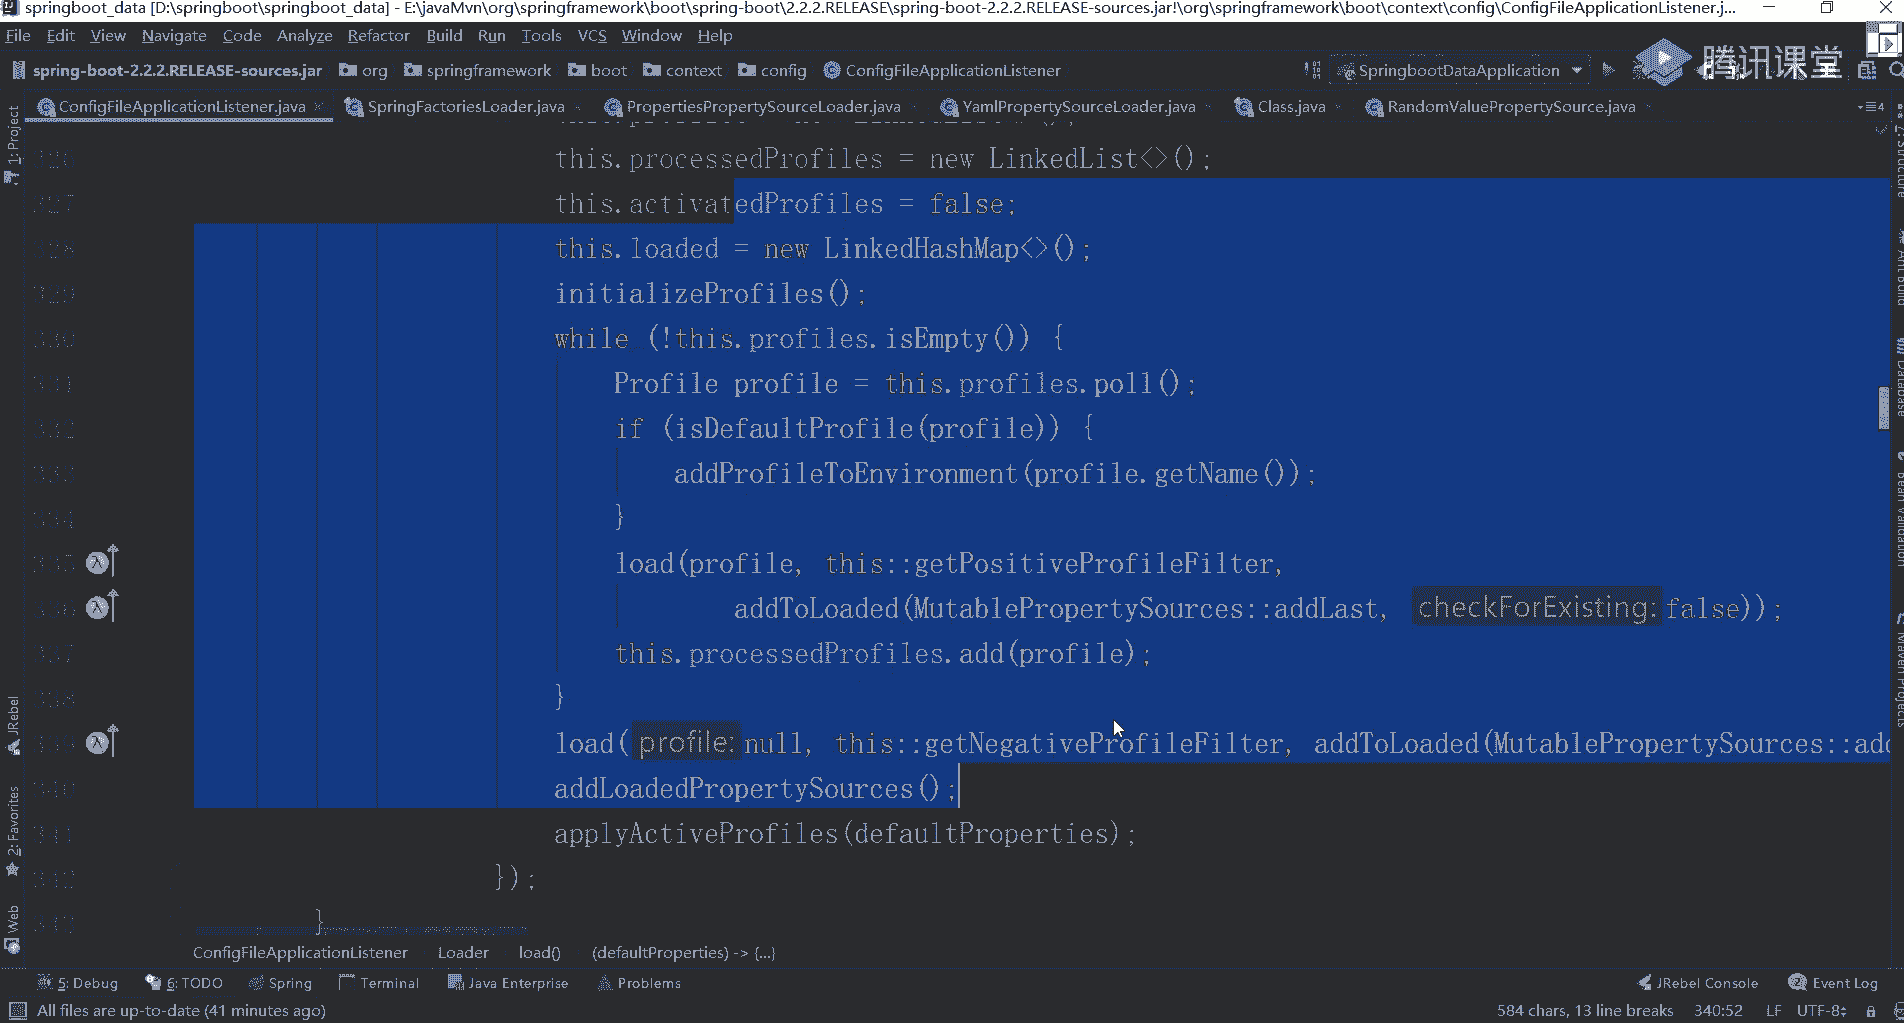 springboot_data [D:\springboot\springboot_data] - E:\javaMvn\org\springframework\boot\spring-boot\2.2.2.RELEASE\spring-boot-2.2.2.RELEASE-sources.jar!\org\springframework\boot\context\config\ConfigFileApplicationListener.j...
File Edit View Navigate Code Analyze Refactor Build Run Tools VCS Window Help
spring-boot-2.2.2.RELEASE-sources.jar org springframework boot context config ConfigFileApplicationListener SpringbootDataApplication 腾讯课堂
ConfigFileApplicationListener.java SpringFactoriesLoader.java PropertiesPropertySourceLoader.java YamlPropertySourceLoader.java Class.java RandomValuePropertySource.java
1: Project
this.processedProfiles = new LinkedList<>();
this.activatedProfiles = false;
this.loaded = new LinkedHashMap<>();
initializeProfiles();
while (!this.profiles.isEmpty()) {
Profile profile = this.profiles.poll();
if (isDefaultProfile(profile)) {
addProfileToEnvironment(profile.getName());
}
load(profile, this::getPositiveProfileFilter,
addToLoaded(MutablePropertySources::addLast, checkForExisting: false));
this.processedProfiles.add(profile);
}
load( profile: null, this::getNegativeProfileFilter, addToLoaded(MutablePropertySources::add
addLoadedPropertySources();
applyActiveProfiles(defaultProperties);
});
}
JRebel
2: Favorites
Web
Ant Build
Database
Bean Validation
Maven Projects
ConfigFileApplicationListener Loader load() (defaultProperties) -> {...}
5: Debug 6: TODO Spring Terminal Java Enterprise Problems JRebel Console Event Log
All files are up-to-date (41 minutes ago) 584 chars, 13 line breaks 340:52 LF UTF-8